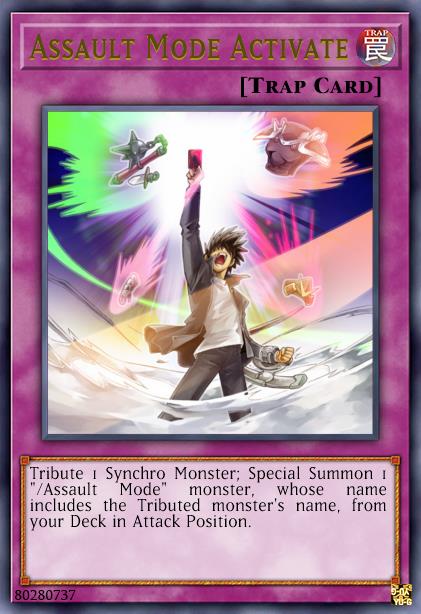 ASSAULT MODE ACTIVATE
TRAP
罠
[TRAP CARD]
Tribute 1 Synchro Monster; Special Summon 1
"/Assault Mode" monster, whose name
includes the Tributed monster's name, from
your Deck in Attack Position.
80280737